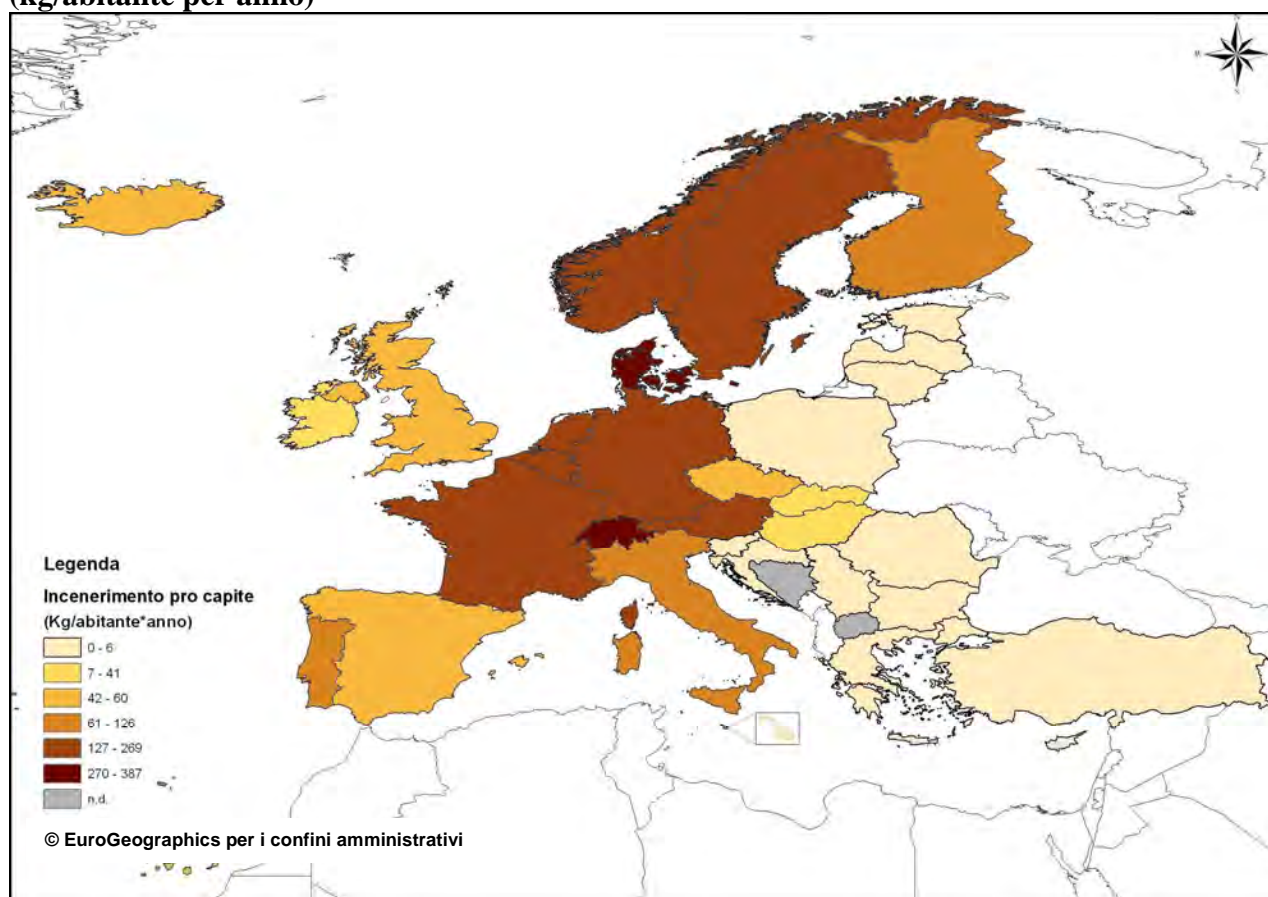 (kg/abitante per anno)
N
Legenda
Incenerimento pro capite
(Kg/abitante*anno)
0 - 6
7 - 41
42 - 60
61 - 126
127 - 269
270 - 387
n.d.
© EuroGeographics per i confini amministrativi